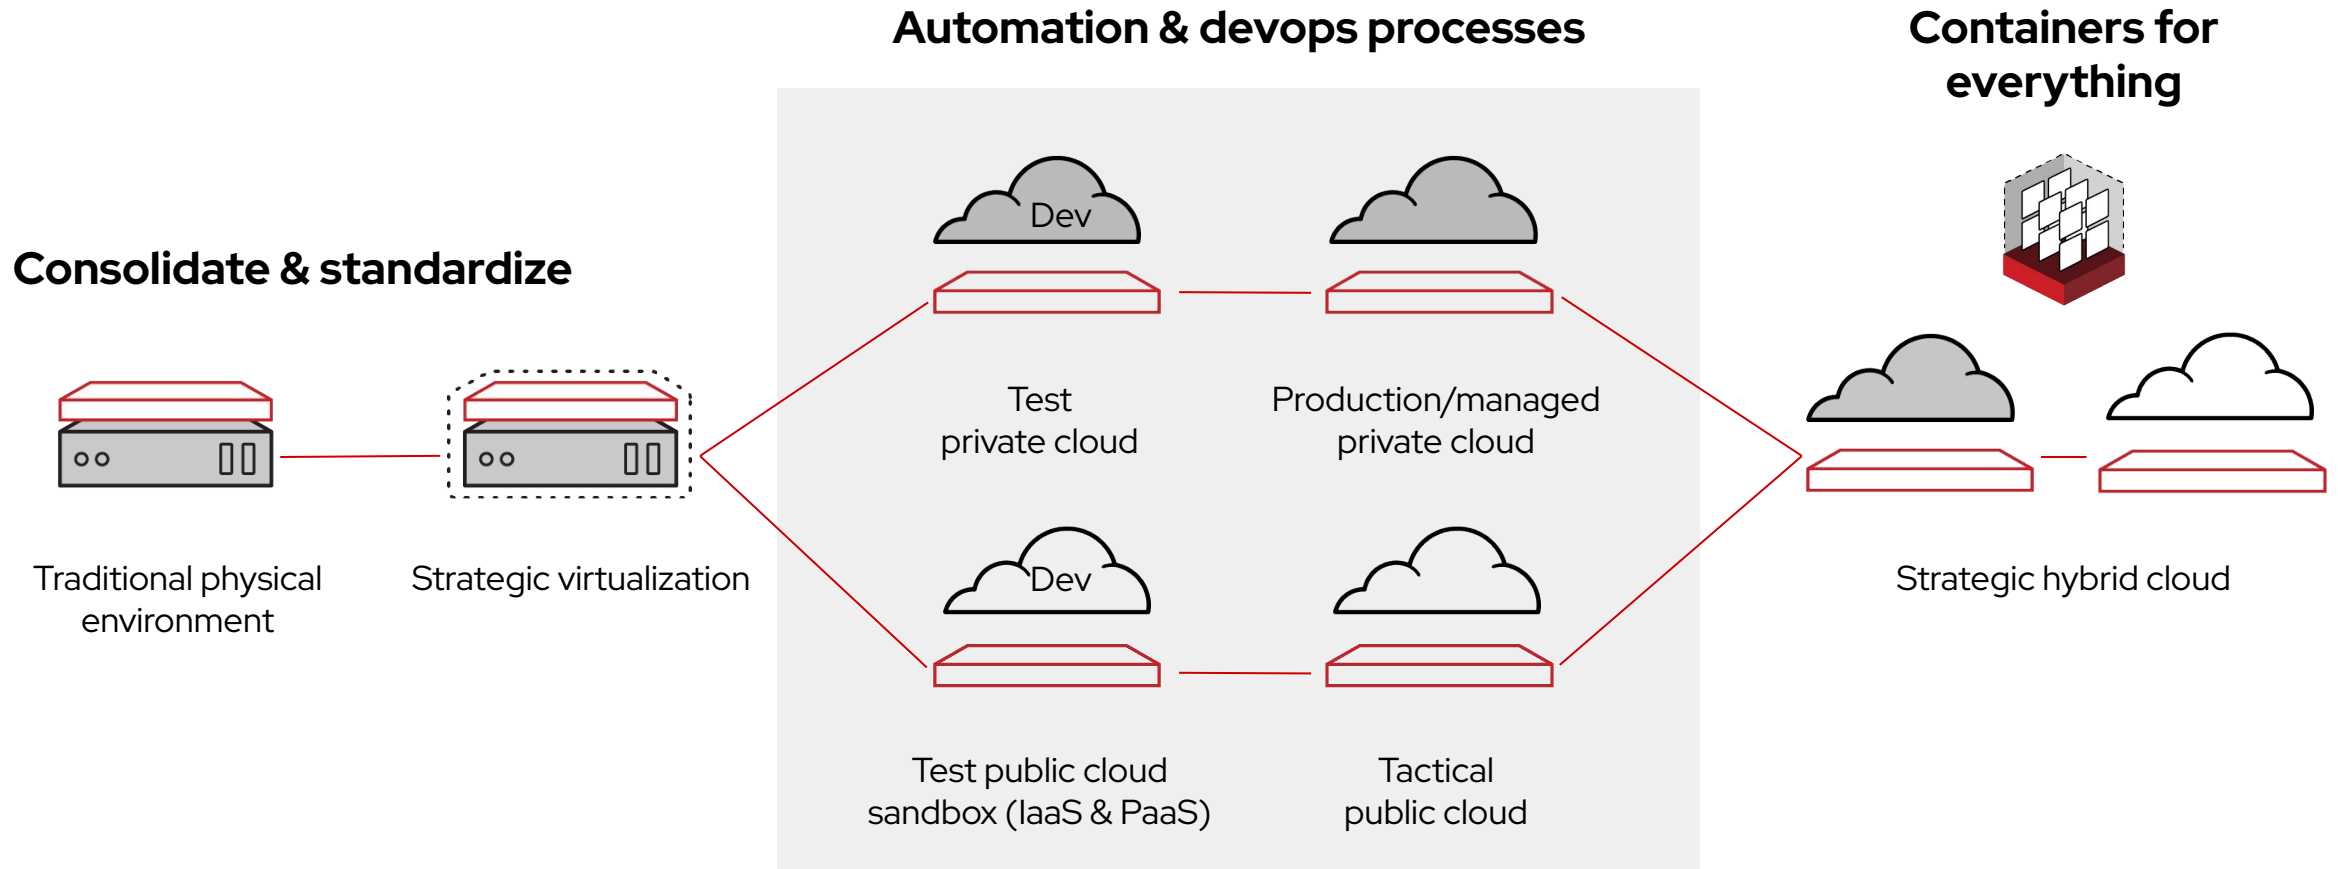 Automation & devops processes
Containers for
everything
Consolidate & standardize
Dev
Test
private cloud
Production/managed
private cloud
Traditional physical
environment
Strategic virtualization
Dev
Strategic hybrid cloud
Test public cloud
sandbox (IaaS & PaaS)
Tactical
public cloud